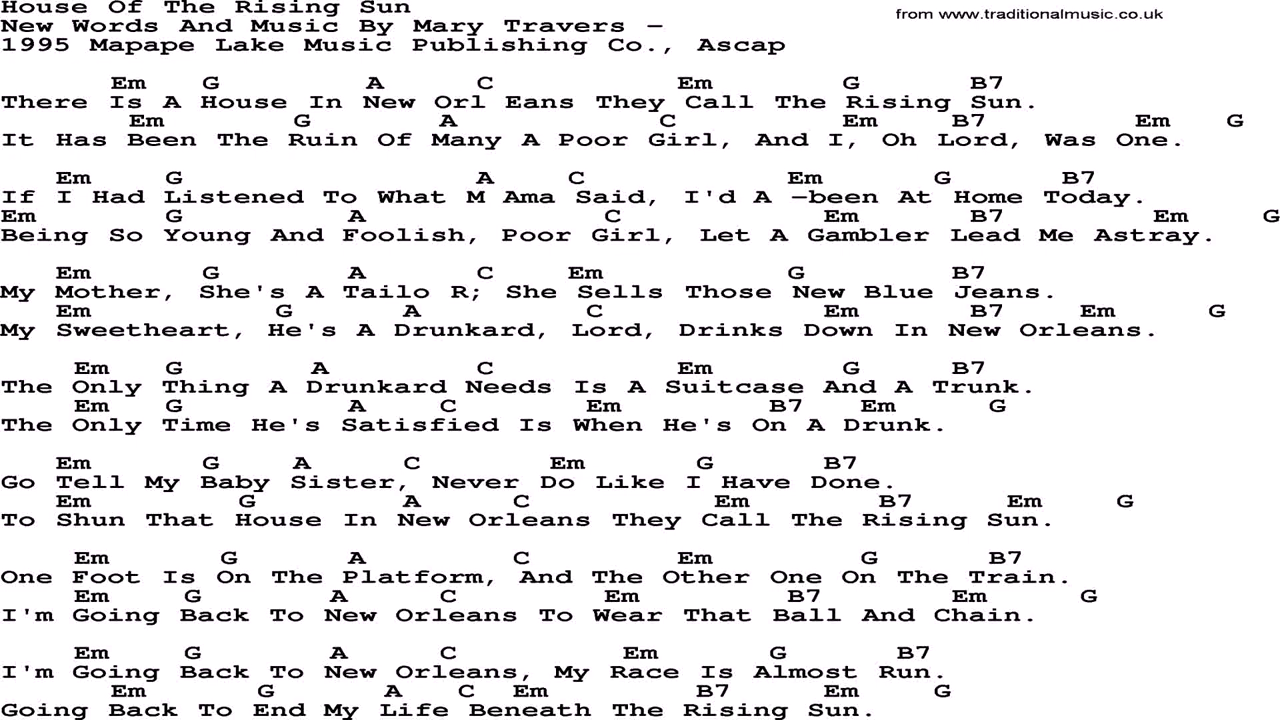 House Of The Rising Sun
from www.traditionalmusic.co.uk
New Words And Music By Mary Travers –
1995 Mapape Lake Music Publishing Co., Ascap
Em G A C Em G B7
There Is A House In New Orl Eans They Call The Rising Sun.
Em G A C Em B7 Em G
It Has Been The Ruin Of Many A Poor Girl, And I, Oh Lord, Was One.
Em G A C Em G B7
If I Had Listened To What M Ama Said, I'd A –been At Home Today.
Em G A C Em B7 Em G
Being So Young And Foolish, Poor Girl, Let A Gambler Lead Me Astray.
Em G A C Em G B7
My Mother, She's A Tailo R; She Sells Those New Blue Jeans.
Em G A C Em B7 Em G
My Sweetheart, He's A Drunkard, Lord, Drinks Down In New Orleans.
Em G A C Em G B7
The Only Thing A Drunkard Needs Is A Suitcase And A Trunk.
Em G A C Em B7 Em G
The Only Time He's Satisfied Is When He's On A Drunk.
Em G A C Em G B7
Go Tell My Baby Sister, Never Do Like I Have Done.
Em G A C Em B7 Em G
To Shun That House In New Orleans They Call The Rising Sun.
Em G A C Em G B7
One Foot Is On The Platform, And The Other One On The Train.
Em G A C Em B7 Em G
I'm Going Back To New Orleans To Wear That Ball And Chain.
Em G A C Em G B7
I'm Going Back To New Orleans, My Race Is Almost Run.
Em G A C Em B7 Em G
Going Back To End My Life Beneath The Rising Sun.